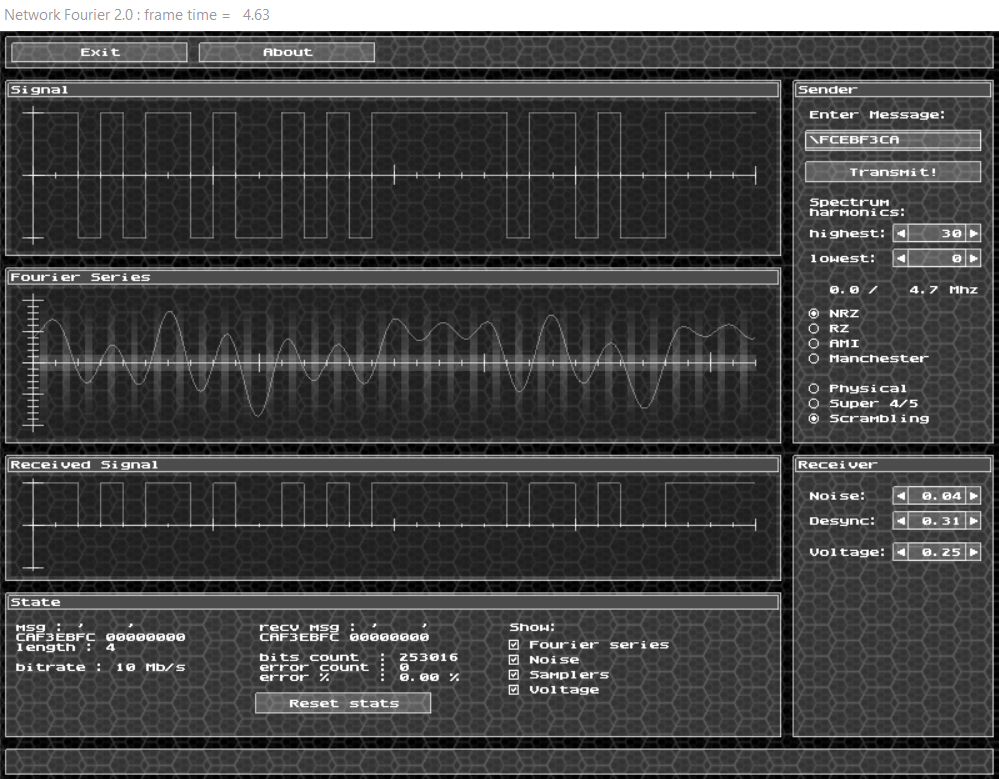 Network Fourier 2.0 : frame time = 4.63
Exit
About
Signal
Fourier Series
Received Signal
State
msg : ' '
CAF3EBFC 00000000
length : 4
bitrate : 10 Mb/s
recv msg : ' '
CAF3EBFC 00000000
bits count : 253016
error count : 0
error % : 0.00 %
Reset stats
Show:
Fourier series
Noise
Samplers
Voltage
Sender
Enter Message:
\FCEBF3CA
Transmit!
Spectrum
harmonics:
highest: 30
lowest: 0
0.0 / 4.7 Mhz
NRZ
RZ
AMI
Manchester
Physical
Super 4/5
Scrambling
Receiver
Noise: 0.04
Desync: 0.31
Voltage: 0.25